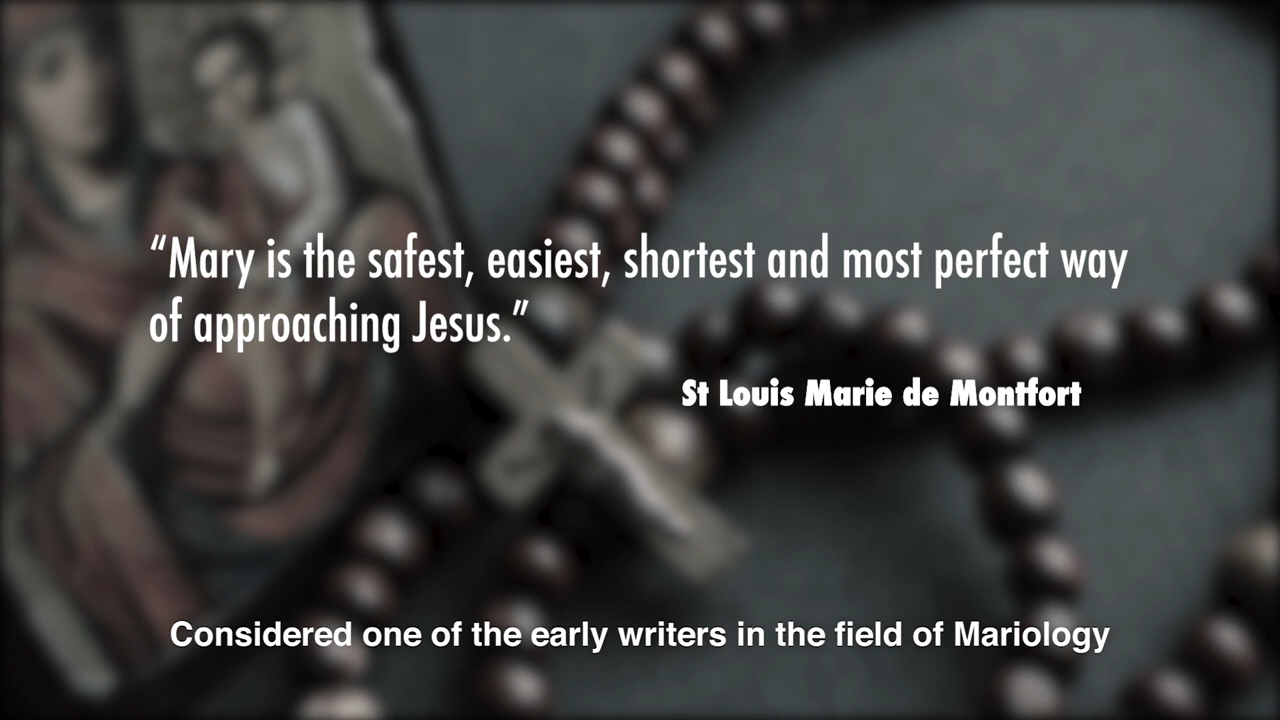 “Mary is the safest, easiest, shortest and most perfect way
of approaching Jesus.”
St Louis Marie de Montfort
Considered one of the early writers in the field of Mariology